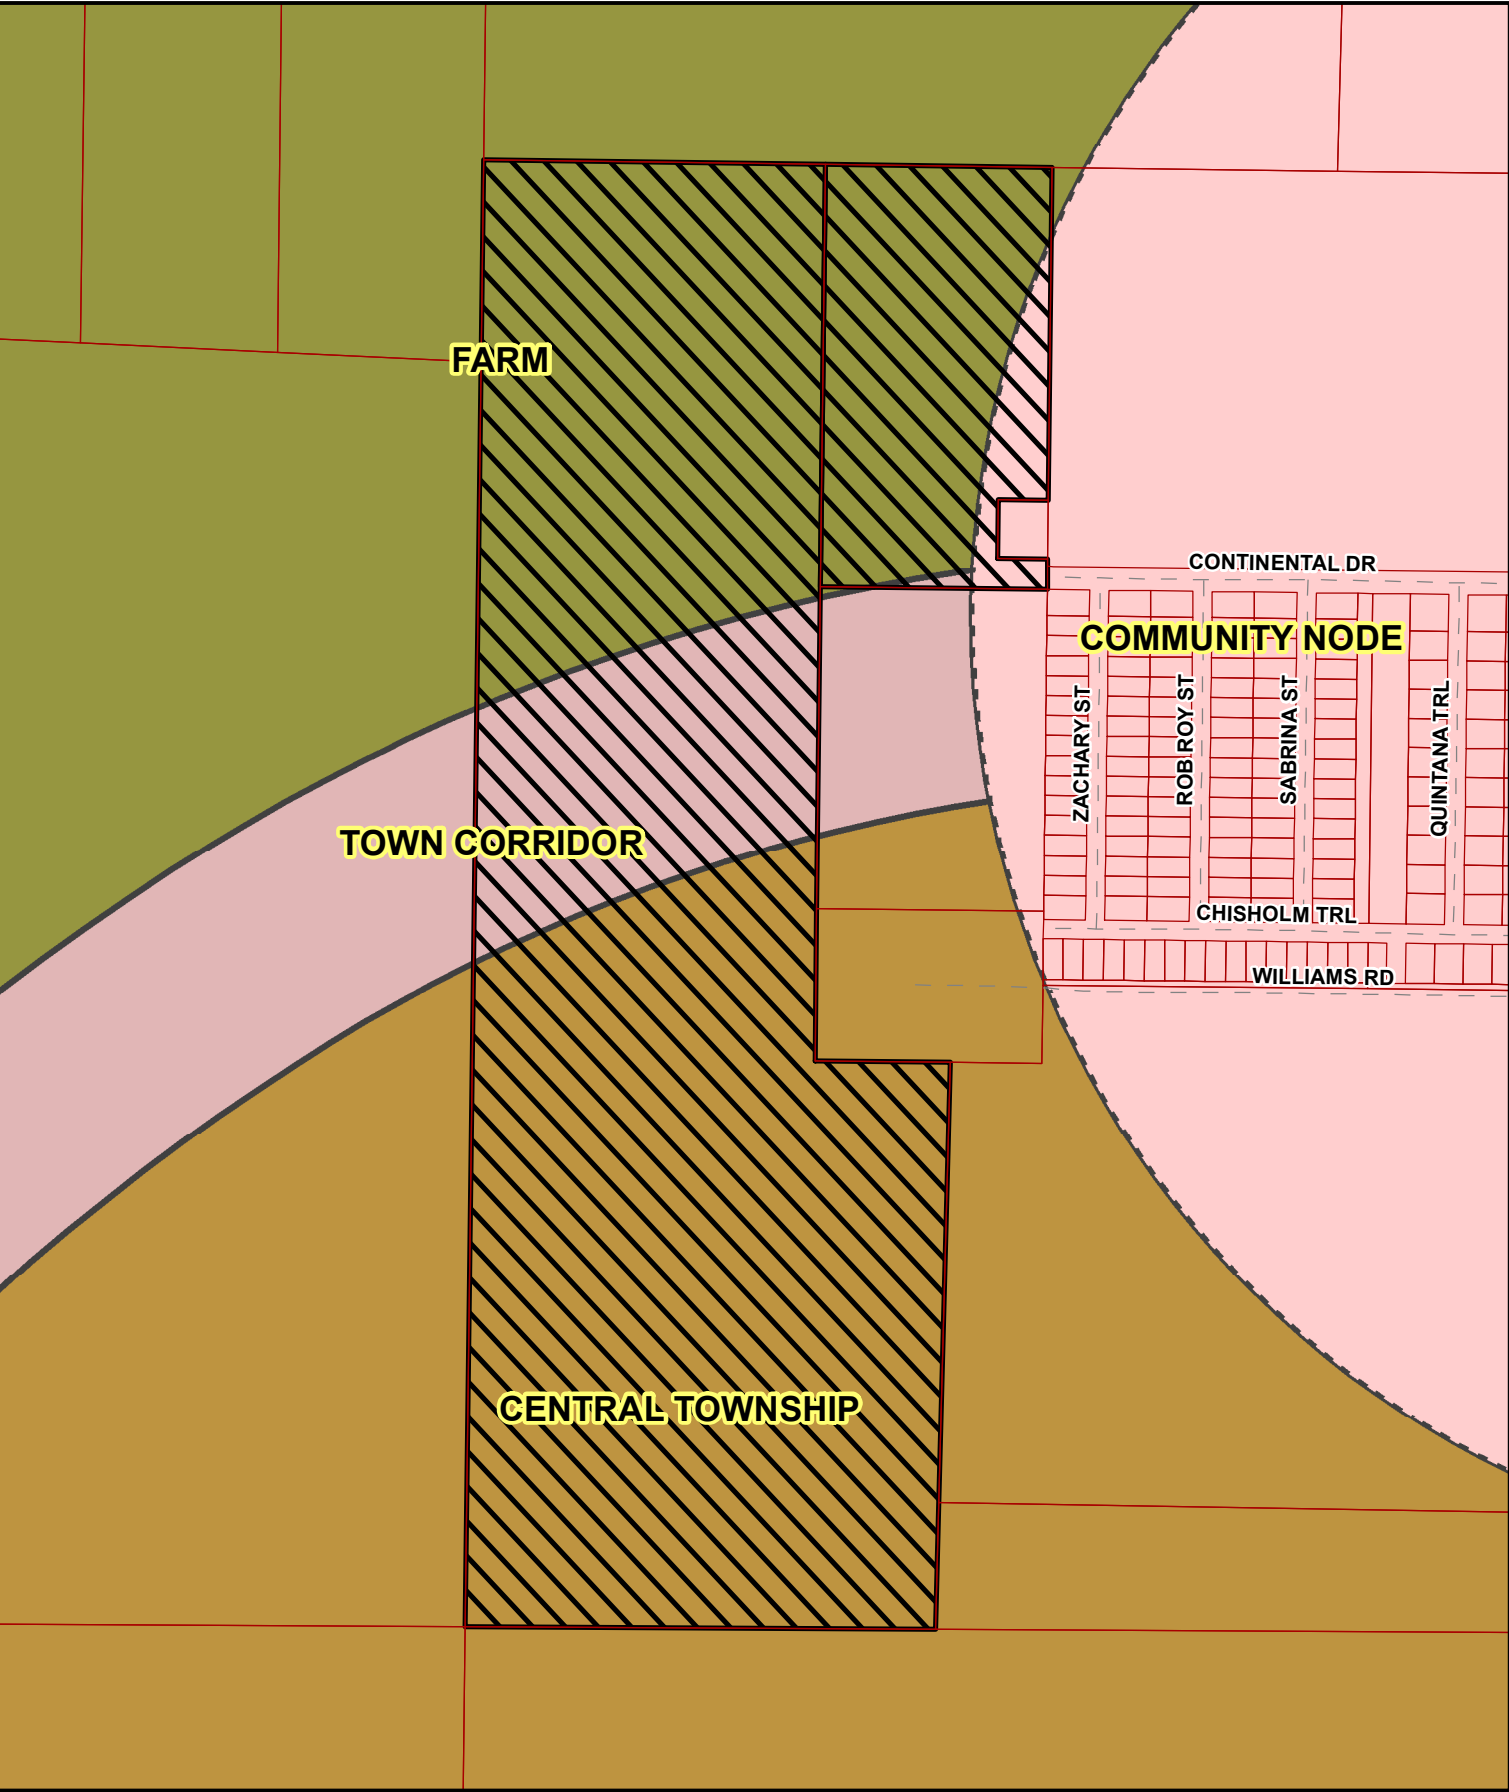 FARM
CONTINENTAL DR
COMMUNITY NODE
ZACHARY ST
ROB ROY ST
SABRINA ST
QUINTANA TRL
TOWN CORRIDOR
CHISHOLM TRL
WILLIAMS RD
CENTRAL TOWNSHIP